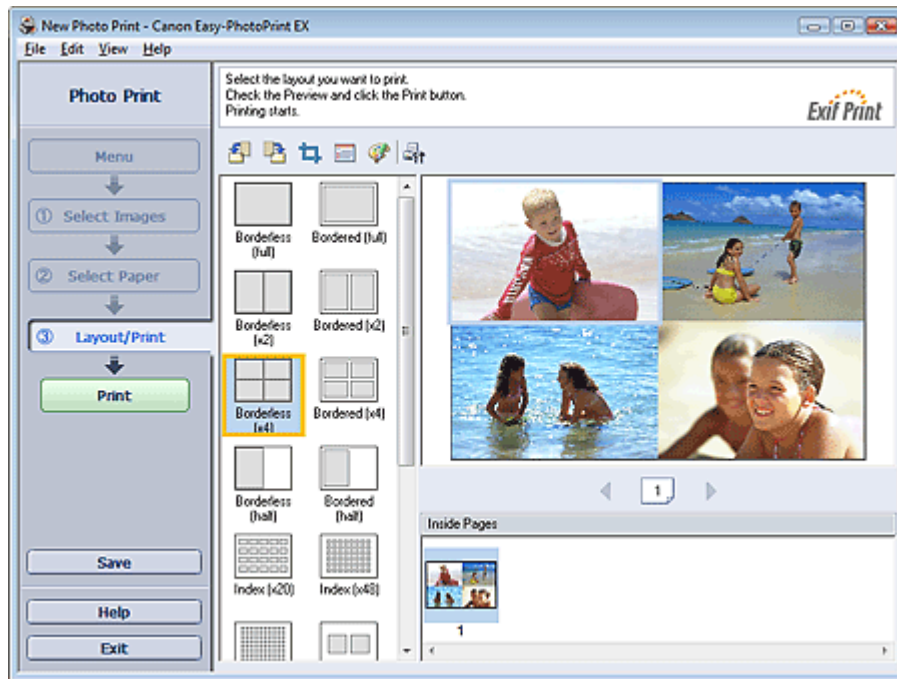 New Photo Print - Canon Easy-PhotoPrint EX
File Edit View Help
Photo Print
Select the layout you want to print.
Check the Preview and click the Print button.
Printing starts.
Exif Print
Menu
① Select Images
② Select Paper
③ Layout/Print
Print
Save
Help
Exit
Borderless (full)
Bordered (full)
Borderless (x2)
Bordered (x2)
Borderless (x4)
Bordered (x4)
Borderless (half)
Bordered (half)
Index (x20)
Index (x48)
1
Inside Pages
1